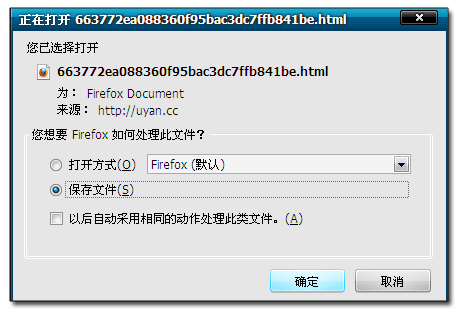 正在打开 663772ea088360f95bac3dc7ffb841be.html
您已选择打开
663772ea088360f95bac3dc7ffb841be.html
为： Firefox Document
来源： http://uyan.cc
您想要 Firefox 如何处理此文件？
打开方式(O) Firefox (默认)
保存文件(S)
以后自动采用相同的动作处理此类文件。(A)
确定 取消